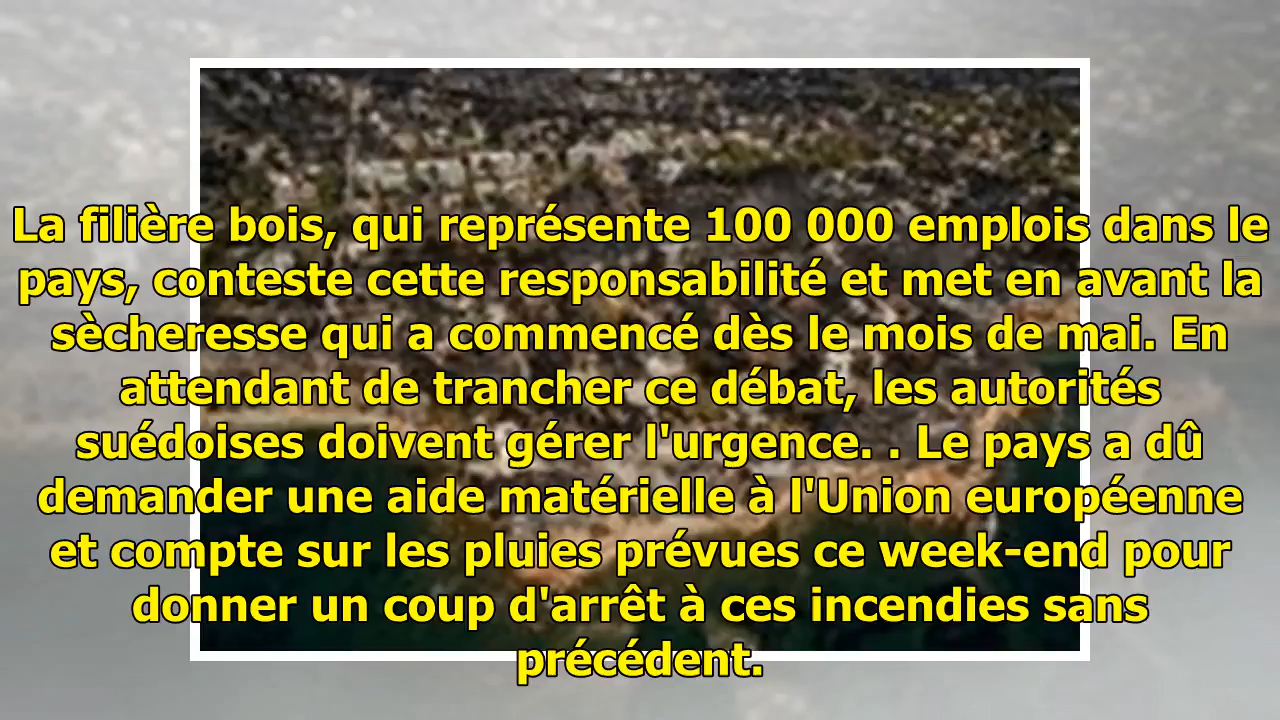 La filière bois, qui représente 100 000 emplois dans le
pays, conteste cette responsabilité et met en avant la
sècheresse qui a commencé dès le mois de mai. En
attendant de trancher ce débat, les autorités
suédoises doivent gérer l'urgence. . Le pays a dû
demander une aide matérielle à l'Union européenne
et compte sur les pluies prévues ce week-end pour
donner un coup d'arrêt à ces incendies sans
précédent.